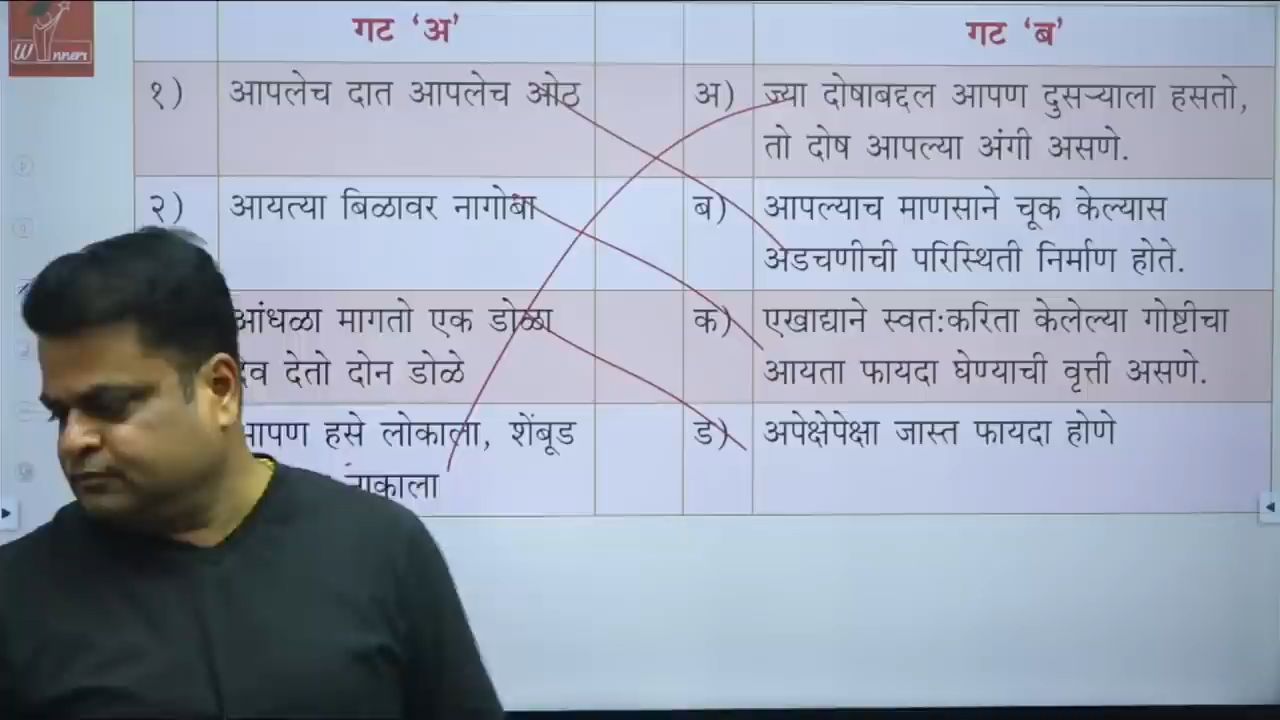 Winners
गट ‘अ’
गट ‘ब’
१) आपलेच दात आपलेच ओठ
अ) ज्या दोषाबद्दल आपण दुसऱ्याला हसतो,
तो दोष आपल्या अंगी असणे.
२) आयत्या बिळावर नागोबा
ब) आपल्याच माणसाने चूक केल्यास
अडचणीची परिस्थिती निर्माण होते.
आंधळा मागतो एक डोळा
देव देतो दोन डोळे
क) एखाद्याने स्वतःकरिता केलेल्या गोष्टीचा
आयता फायदा घेण्याची वृत्ती असणे.
हसे लोकाला, शेंबूड
नाकाला
ड) अपेक्षेपेक्षा जास्त फायदा होणे